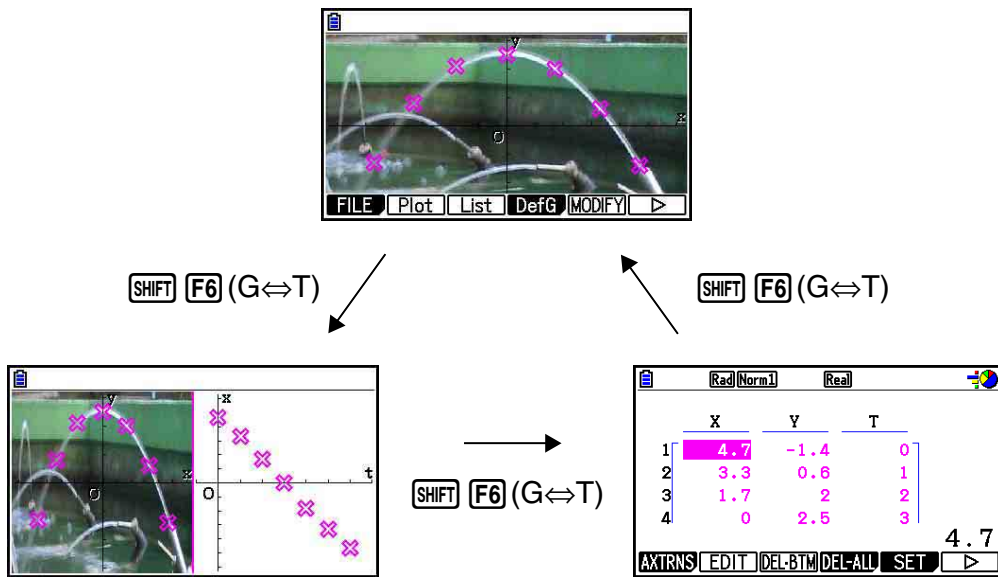 y
x
O
FILE Plot List DefG MODIFY ▷
SHIFT F6 (G⇔T)
SHIFT F6 (G⇔T)
y
x
O
x
t
O
SHIFT F6 (G⇔T)
Rad Norm1 Real
X Y T
1 4.7 -1.4 0
2 3.3 0.6 1
3 1.7 2 2
4 0 2.5 3
4.7
AXTRNS EDIT DEL-BTM DEL-ALL SET ▷